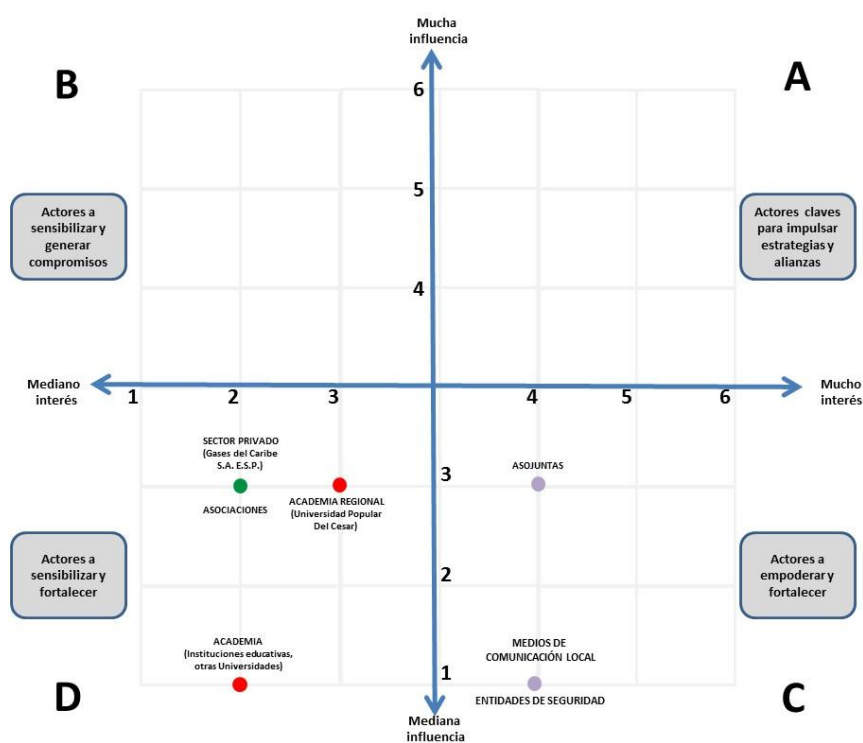 Mucha
influencia
B
A
6
5
4
Actores a
sensibilizar y
generar
compromisos
Actores claves
para impulsar
estrategias y
alianzas
Mediano
interés
1
2
3
4
5
6
Mucho
interés
SECTOR PRIVADO
(Gases del Caribe
S.A. E.S.P.)
ASOCIACIONES
ACADEMIA REGIONAL
(Universidad Popular
Del Cesar)
3
ASOJUNTAS
Actores a
sensibilizar y
fortalecer
2
Actores a
empoderar y
fortalecer
ACADEMIA
(Instituciones educativas,
otras Universidades)
1
MEDIOS DE
COMUNICACIÓN LOCAL
ENTIDADES DE SEGURIDAD
D
C
Mediana
influencia